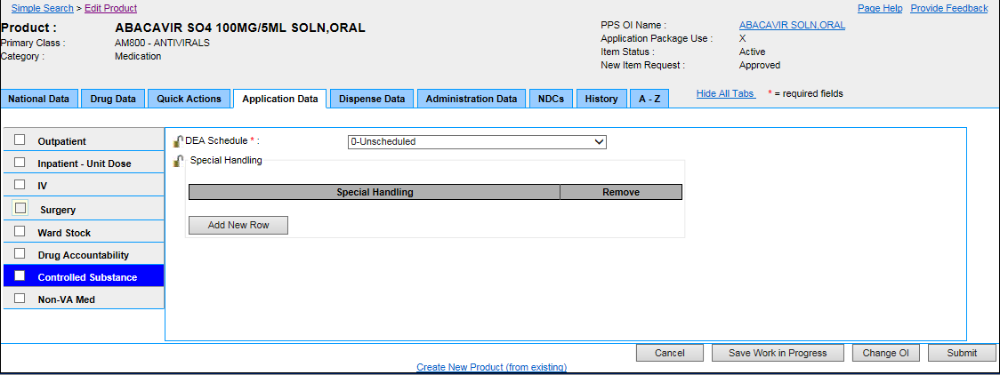 Simple Search > Edit Product
Page Help Provide Feedback
Product : ABACAVIR SO4 100MG/5ML SOLN,ORAL
Primary Class : AM800 - ANTIVIRALS
Category : Medication
PPS OI Name : ABACAVIR SOLN,ORAL
Application Package Use : X
Item Status : Active
New Item Request : Approved
National Data Drug Data Quick Actions Application Data Dispense Data Administration Data NDCs History A - Z Hide All Tabs * = required fields
Outpatient
Inpatient - Unit Dose
IV
Surgery
Ward Stock
Drug Accountability
Controlled Substance
Non-VA Med
DEA Schedule * : 0-Unscheduled
Special Handling
Special Handling Remove
Add New Row
Cancel Save Work in Progress Change OI Submit
Create New Product (from existing)